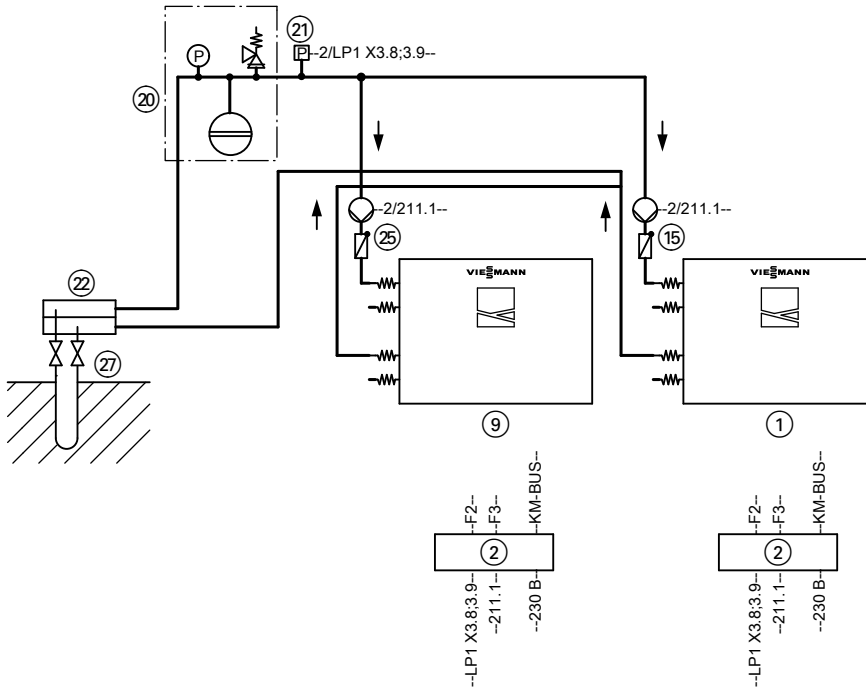 21
P
P
--2/LP1 X3.8;3.9--
20
--2/211.1--
--2/211.1--
25
15
VIESMANN
VIESMANN
22
27
9
1
--F2--
--F3--
--KM-BUS--
--F2--
--F3--
--KM-BUS--
2
2
--LP1 X3.8;3.9--
--211.1--
--230 B--
--LP1 X3.8;3.9--
--211.1--
--230 B--